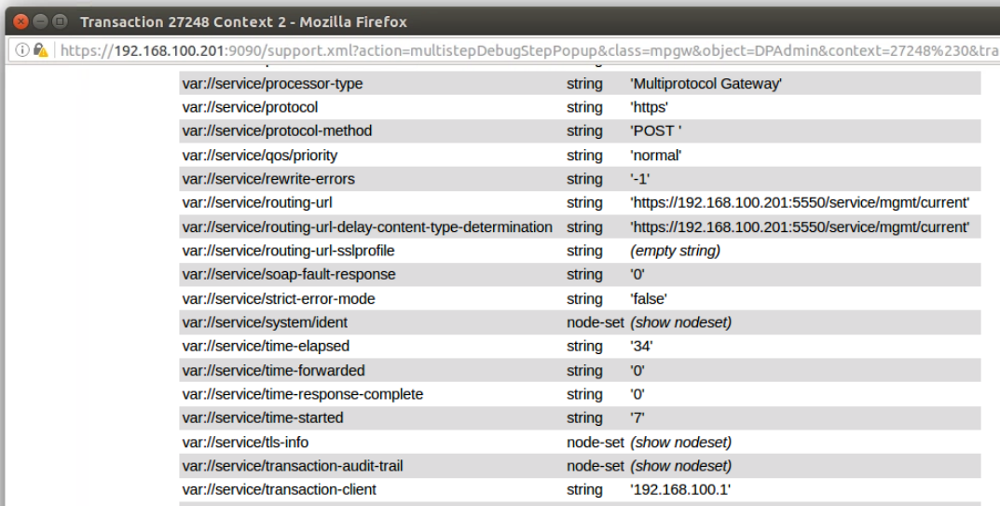 Transaction 27248 Context 2 - Mozilla Firefox
https://192.168.100.201:9090/support.xml?action=multistepDebugStepPopup&class=mpgw&object=DPAdmin&context=27248%230&tra
var://service/processor-type string 'Multiprotocol Gateway'
var://service/protocol string 'https'
var://service/protocol-method string 'POST '
var://service/qos/priority string 'normal'
var://service/rewrite-errors string '-1'
var://service/routing-url string 'https://192.168.100.201:5550/service/mgmt/current'
var://service/routing-url-delay-content-type-determination string 'https://192.168.100.201:5550/service/mgmt/current'
var://service/routing-url-sslprofile string (empty string)
var://service/soap-fault-response string '0'
var://service/strict-error-mode string 'false'
var://service/system/ident node-set (show nodeset)
var://service/time-elapsed string '34'
var://service/time-forwarded string '0'
var://service/time-response-complete string '0'
var://service/time-started string '7'
var://service/tls-info node-set (show nodeset)
var://service/transaction-audit-trail node-set (show nodeset)
var://service/transaction-client string '192.168.100.1'